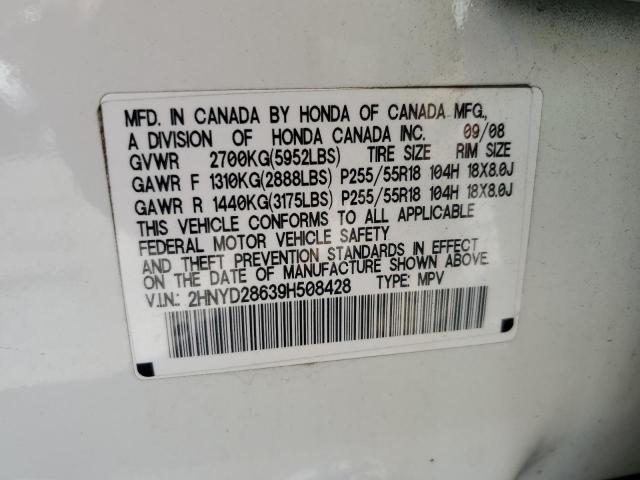 MFD. IN CANADA BY HONDA OF CANADA MFG.,
A DIVISION OF HONDA CANADA INC. 09/08
GVWR 2700KG(5952LBS) TIRE SIZE RIM SIZE
GAWR F 1310KG(2888LBS) P255/55R18 104H 18X8.0J
GAWR R 1440KG(3175LBS) P255/55R18 104H 18X8.0J
THIS VEHICLE CONFORMS TO ALL APPLICABLE
FEDERAL MOTOR VEHICLE SAFETY
AND THEFT PREVENTION STANDARDS IN EFFECT
ON THE DATE OF MANUFACTURE SHOWN ABOVE.
V.I.N.: 2HNYD28639H508428 TYPE: MPV